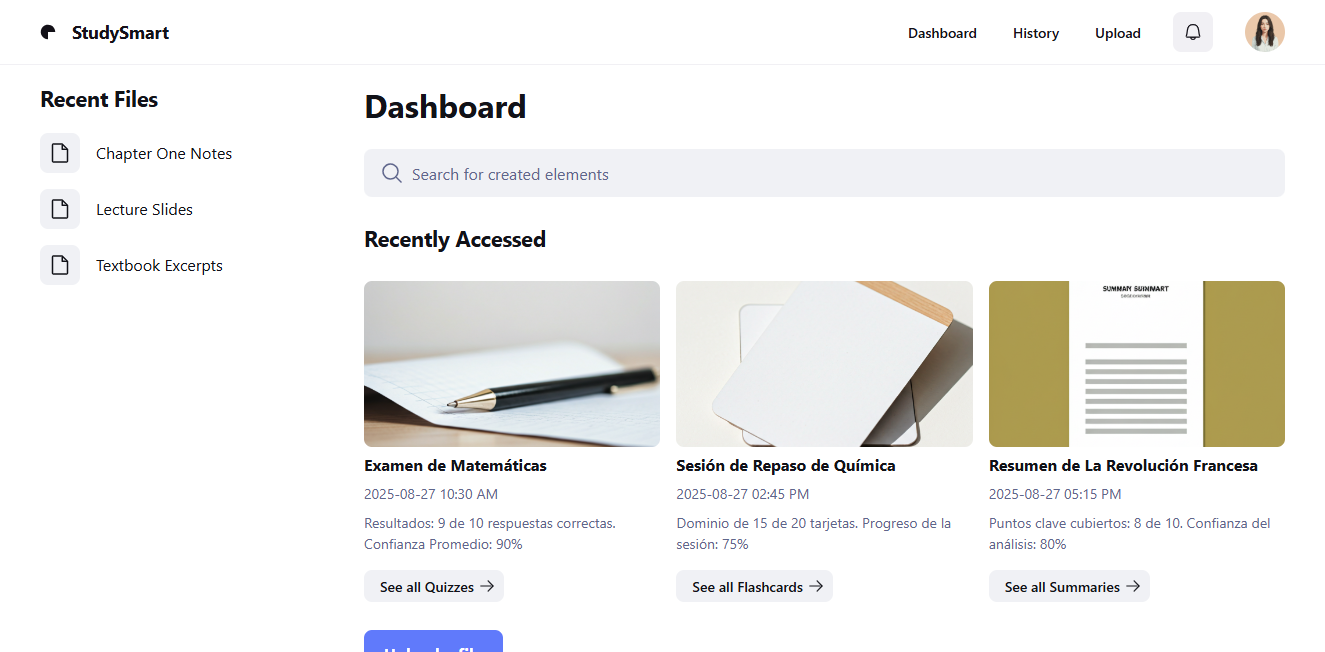 StudySmart
Dashboard
History
Upload
Recent Files
Chapter One Notes
Lecture Slides
Textbook Excerpts
Dashboard
Search for created elements
Recently Accessed
SUMMARY
Examen de Matemáticas
2025-08-27 10:30 AM
Resultados: 9 de 10 respuestas correctas.
Confianza Promedio: 90%
See all Quizzes
Sesión de Repaso de Química
2025-08-27 02:45 PM
Dominio de 15 de 20 tarjetas. Progreso de la
sesión: 75%
See all Flashcards
Resumen de La Revolución Francesa
2025-08-27 05:15 PM
Puntos clave cubiertos: 8 de 10. Confianza del
análisis: 80%
See all Summaries